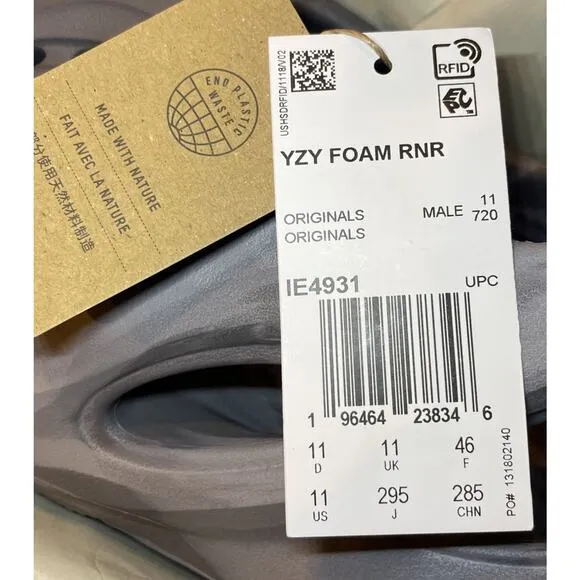 END PLASTIC
WASTE
MADE WITH NATURE
FAIT AVEC LA NATURE
部分使用天然材料制造
USHSDRFID/1118/V02
RFID
EPC™
YZY FOAM RNR
ORIGINALS MALE 11
ORIGINALS 720
IE4931 UPC
1 96464 23834 6
11 11 46
D UK F
11 295 285
US J CHN
PO# 131802140